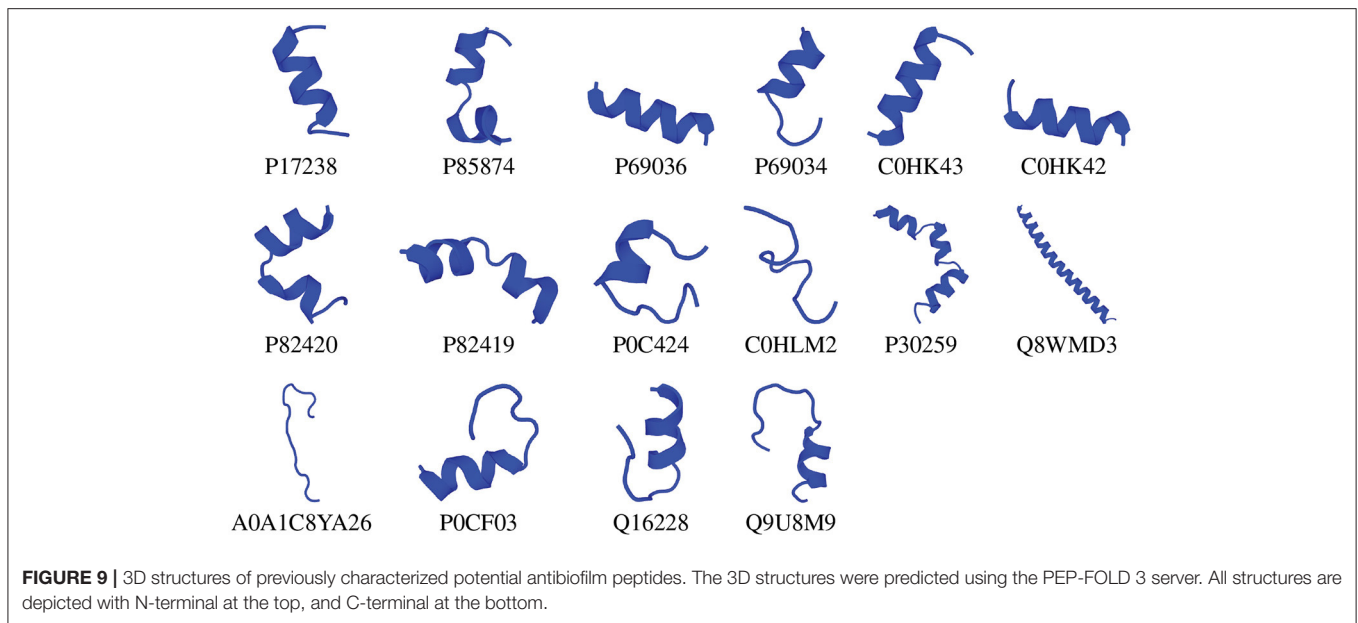 P17238 P85874 P69036 P69034 C0HK43 C0HK42
P82420 P82419 P0C424 C0HLM2 P30259 Q8WMD3
A0A1C8YA26 P0CF03 Q16228 Q9U8M9
FIGURE 9 | 3D structures of previously characterized potential antibiofilm peptides. The 3D structures were predicted using the PEP-FOLD 3 server. All structures are
depicted with N-terminal at the top, and C-terminal at the bottom.